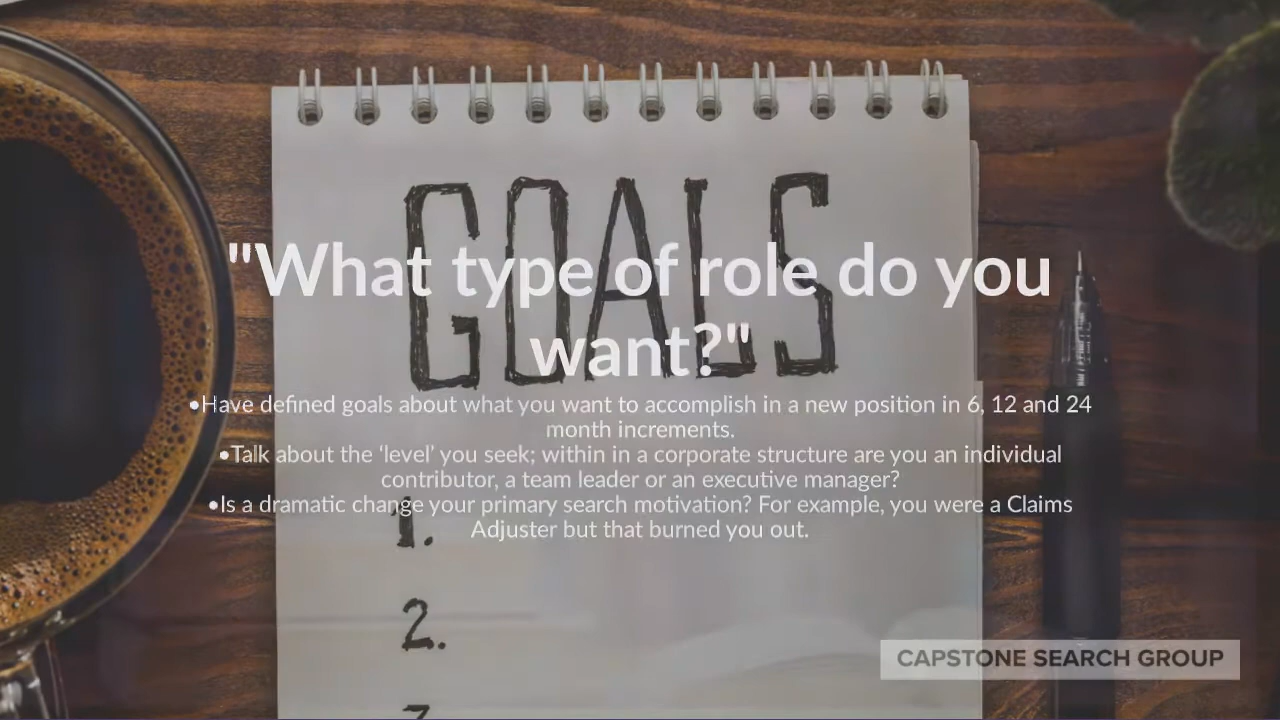 GOALS
"What type of role do you
want?"
•Have defined goals about what you want to accomplish in a new position in 6, 12 and 24
month increments.
•Talk about the ‘level’ you seek; within in a corporate structure are you an individual
contributor, a team leader or an executive manager?
•Is a dramatic change your primary search motivation? For example, you were a Claims
Adjuster but that burned you out.
1.
2.
CAPSTONE SEARCH GROUP